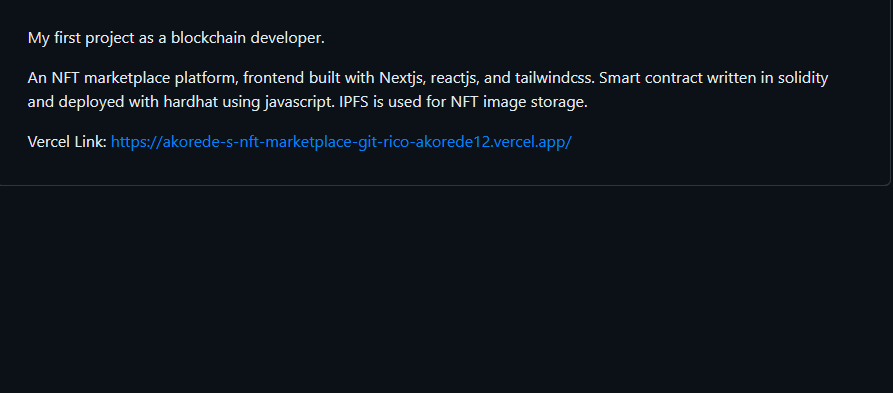 My first project as a blockchain developer.
An NFT marketplace platform, frontend built with Nextjs, reactjs, and tailwindcss. Smart contract written in solidity
and deployed with hardhat using javascript. IPFS is used for NFT image storage.
Vercel Link: https://akorede-s-nft-marketplace-git-rico-akorede12.vercel.app/